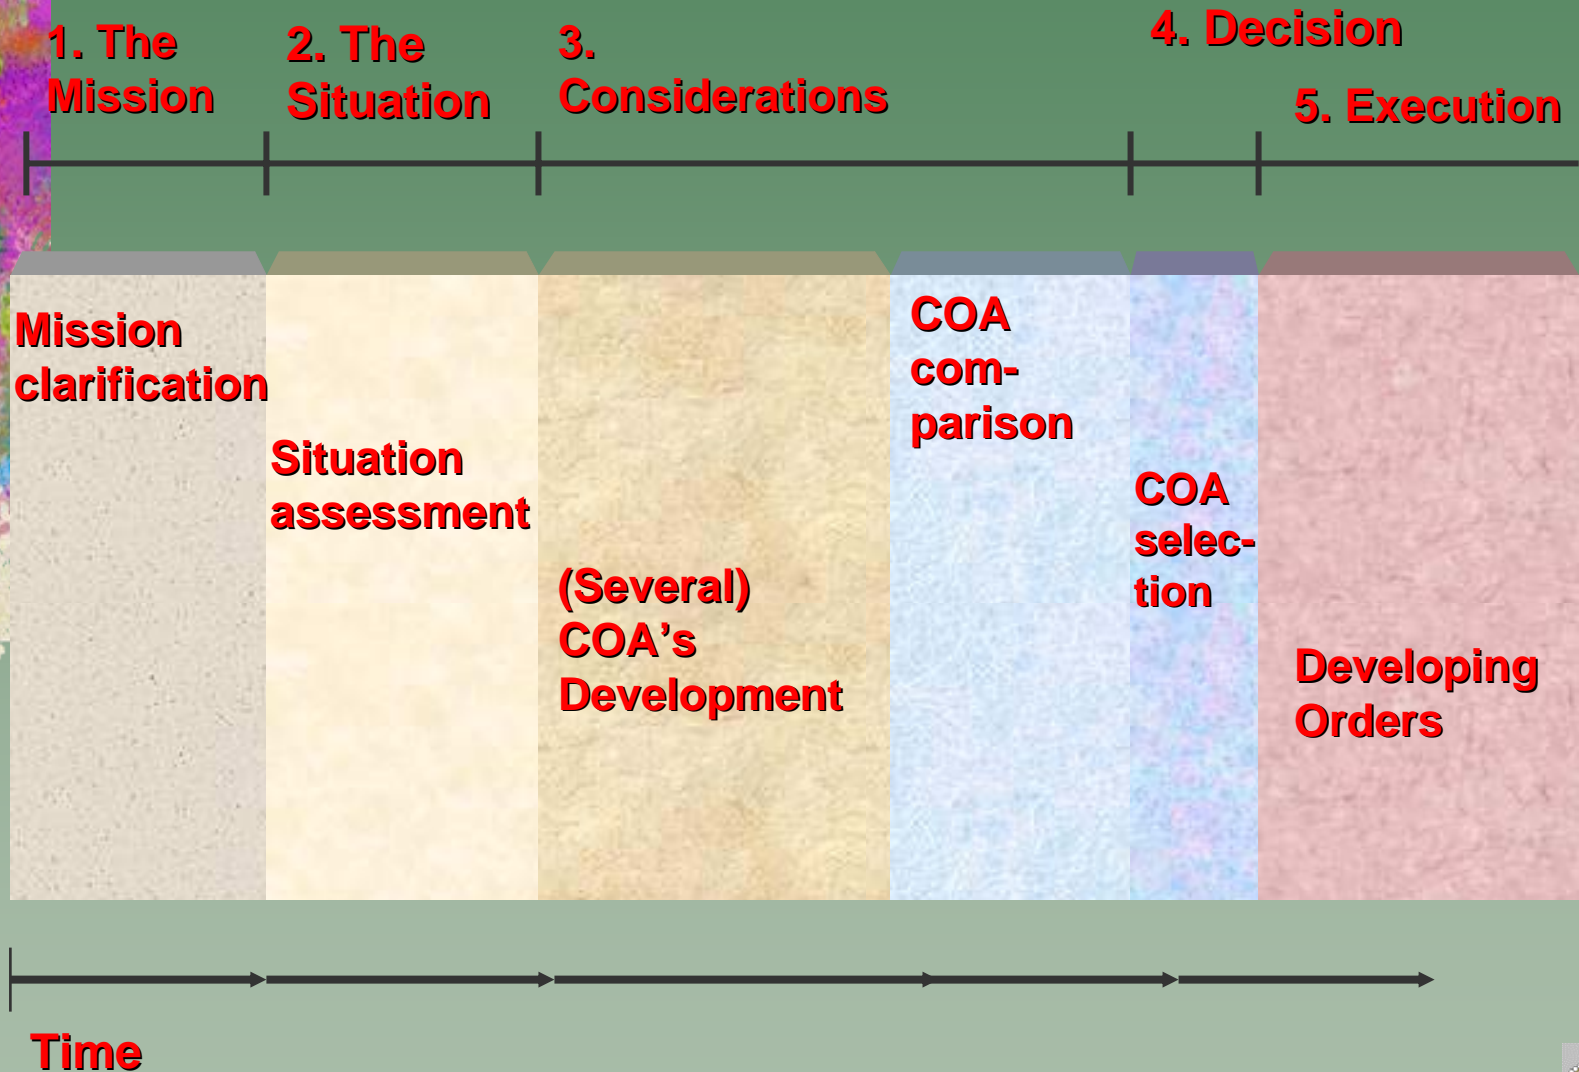 1. The
Mission
2. The
Situation
3.
Considerations
4. Decision
5. Execution
Mission
clarification
Situation
assessment
(Several)
COA’s
Development
COA
com-
parison
COA
selec-
tion
Developing
Orders
Time